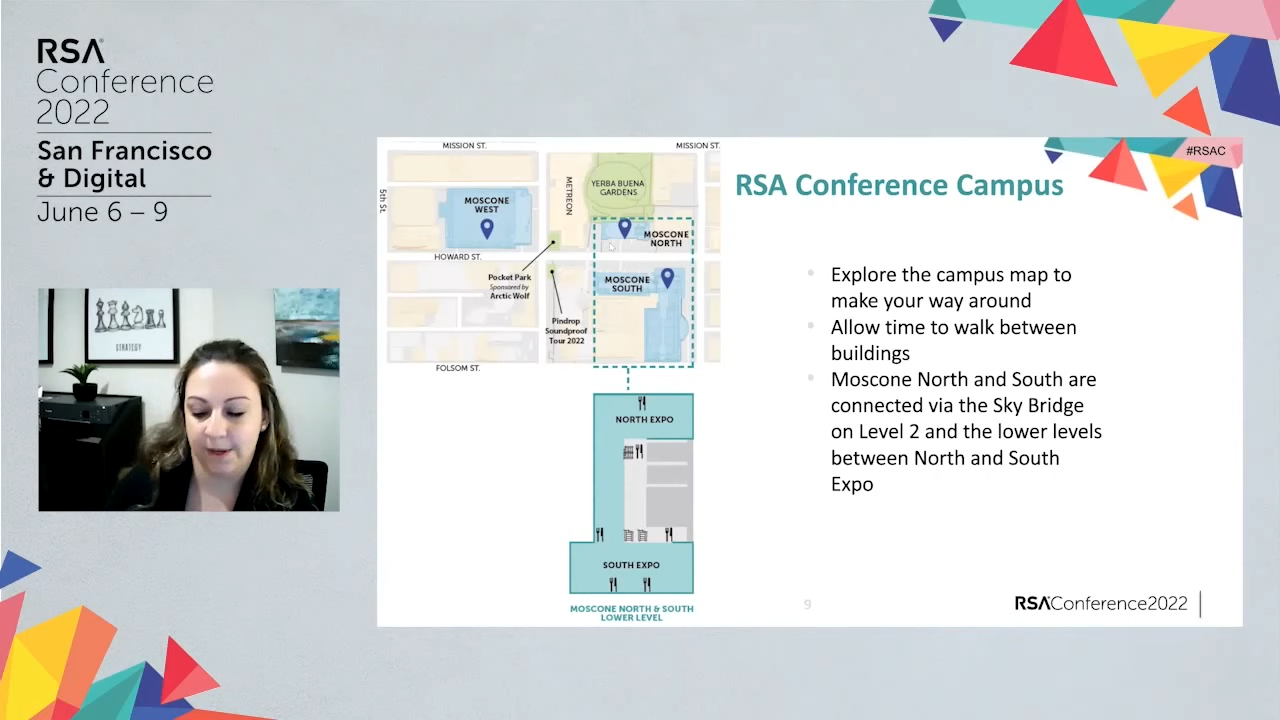 RSA
Conference
2022
San Francisco
& Digital
June 6 – 9
STRATEGY
MISSION ST.
MISSION ST.
5th St.
MOSCONE
WEST
METREON
YERBA BUENA
GARDENS
MOSCONE
NORTH
HOWARD ST.
Pocket Park
Sponsored by
Arctic Wolf
MOSCONE
SOUTH
Pindrop
Soundproof
Tour 2022
FOLSOM ST.
NORTH EXPO
SOUTH EXPO
MOSCONE NORTH & SOUTH
LOWER LEVEL
#RSAC
RSA Conference Campus
Explore the campus map to
make your way around
Allow time to walk between
buildings
Moscone North and South are
connected via the Sky Bridge
on Level 2 and the lower levels
between North and South
Expo
9
RSAConference2022